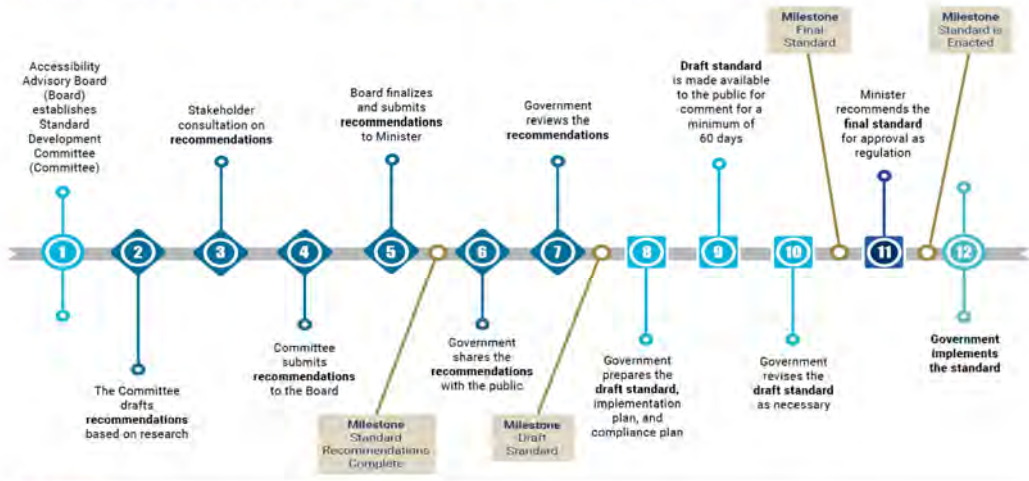 Accessibility
Advisory Board
(Board)
establishes
Standard
Development
Committee
(Committee)
1
2
The Committee
drafts
recommendations
based on research
Stakeholder
consultation on
recommendations
3
4
Committee
submits
recommendations
to the Board
Board finalizes
and submits
recommendations
to Minister
5
Milestone
Standard
Recommendations
Complete
6
Government
shares the
recommendations
with the public
Government
reviews the
recommendations
7
Milestone
Draft
Standard
8
Government
prepares the
draft standard,
implementation
plan, and
compliance plan
Draft standard
is made available
to the public for
comment for a
minimum of
60 days
9
10
Government
revises the
draft standard
as necessary
Milestone
Final
Standard
Minister
recommends the
final standard
for approval as
regulation
11
Milestone
Standard is
Enacted
12
Government
implements
the standard